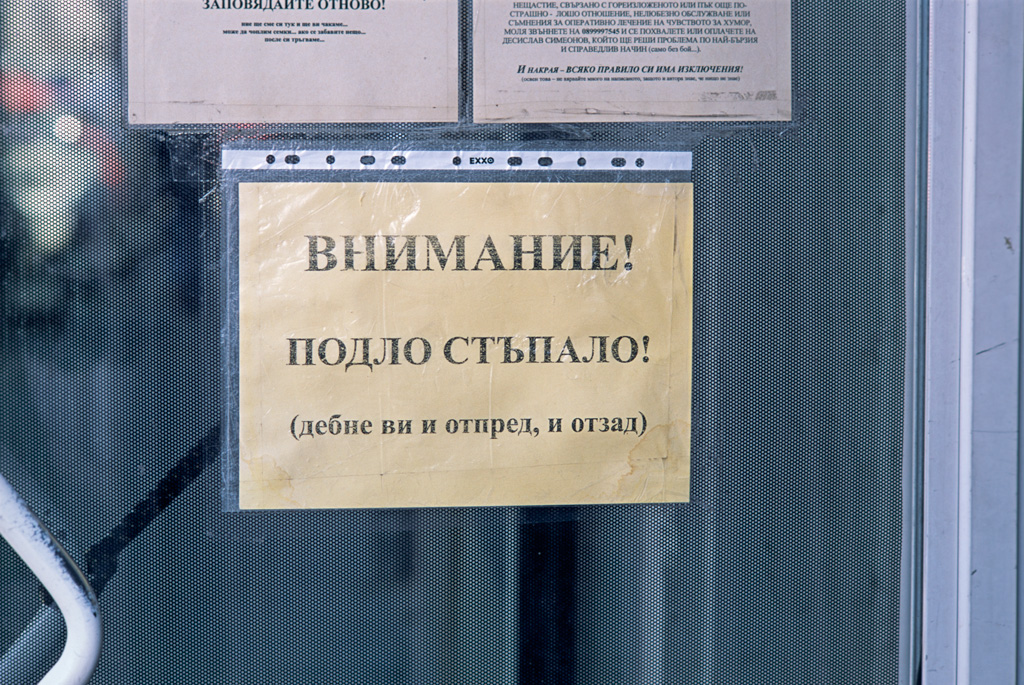 ЗАПОВЯДАЙТЕ ОТНОВО!
ние ще сме си тук и ще ви чакаме...
може да чоплим семки... ако се забавите нещо...
после си тръгваме...
НЕЩАСТИЕ, СВЪРЗАНО С ГОРЕИЗЛОЖЕНОТО ИЛИ ПЪК ОЩЕ ПО-
СТРАШНО - ЛОШО ОТНОШЕНИЕ, НЕЛЮБЕЗНО ОБСЛУЖВАНЕ ИЛИ
СЪМНЕНИЯ ЗА ОПЕРАТИВНО ЛЕЧЕНИЕ НА ЧУВСТВОТО ЗА ХУМОР,
МОЛЯ ЗВЪННЕТЕ НА 0899997545 И СЕ ПОХВАЛЕТЕ ИЛИ ОПЛАЧЕТЕ НА
ДЕСИСЛАВ СИМЕОНОВ, КОЙТО ЩЕ РЕШИ ПРОБЛЕМА ПО НАЙ-БЪРЗИЯ
И СПРАВЕДЛИВ НАЧИН (само без бой...).
И НАКРАЯ - ВСЯКО ПРАВИЛО СИ ИМА ИЗКЛЮЧЕНИЯ!
(освен това - не вярвайте много на написаното, защото и автора знае, че нищо не знае)
EXXO
ВНИМАНИЕ!
ПОДЛО СТЪПАЛО!
(дебне ви и отпред, и отзад)